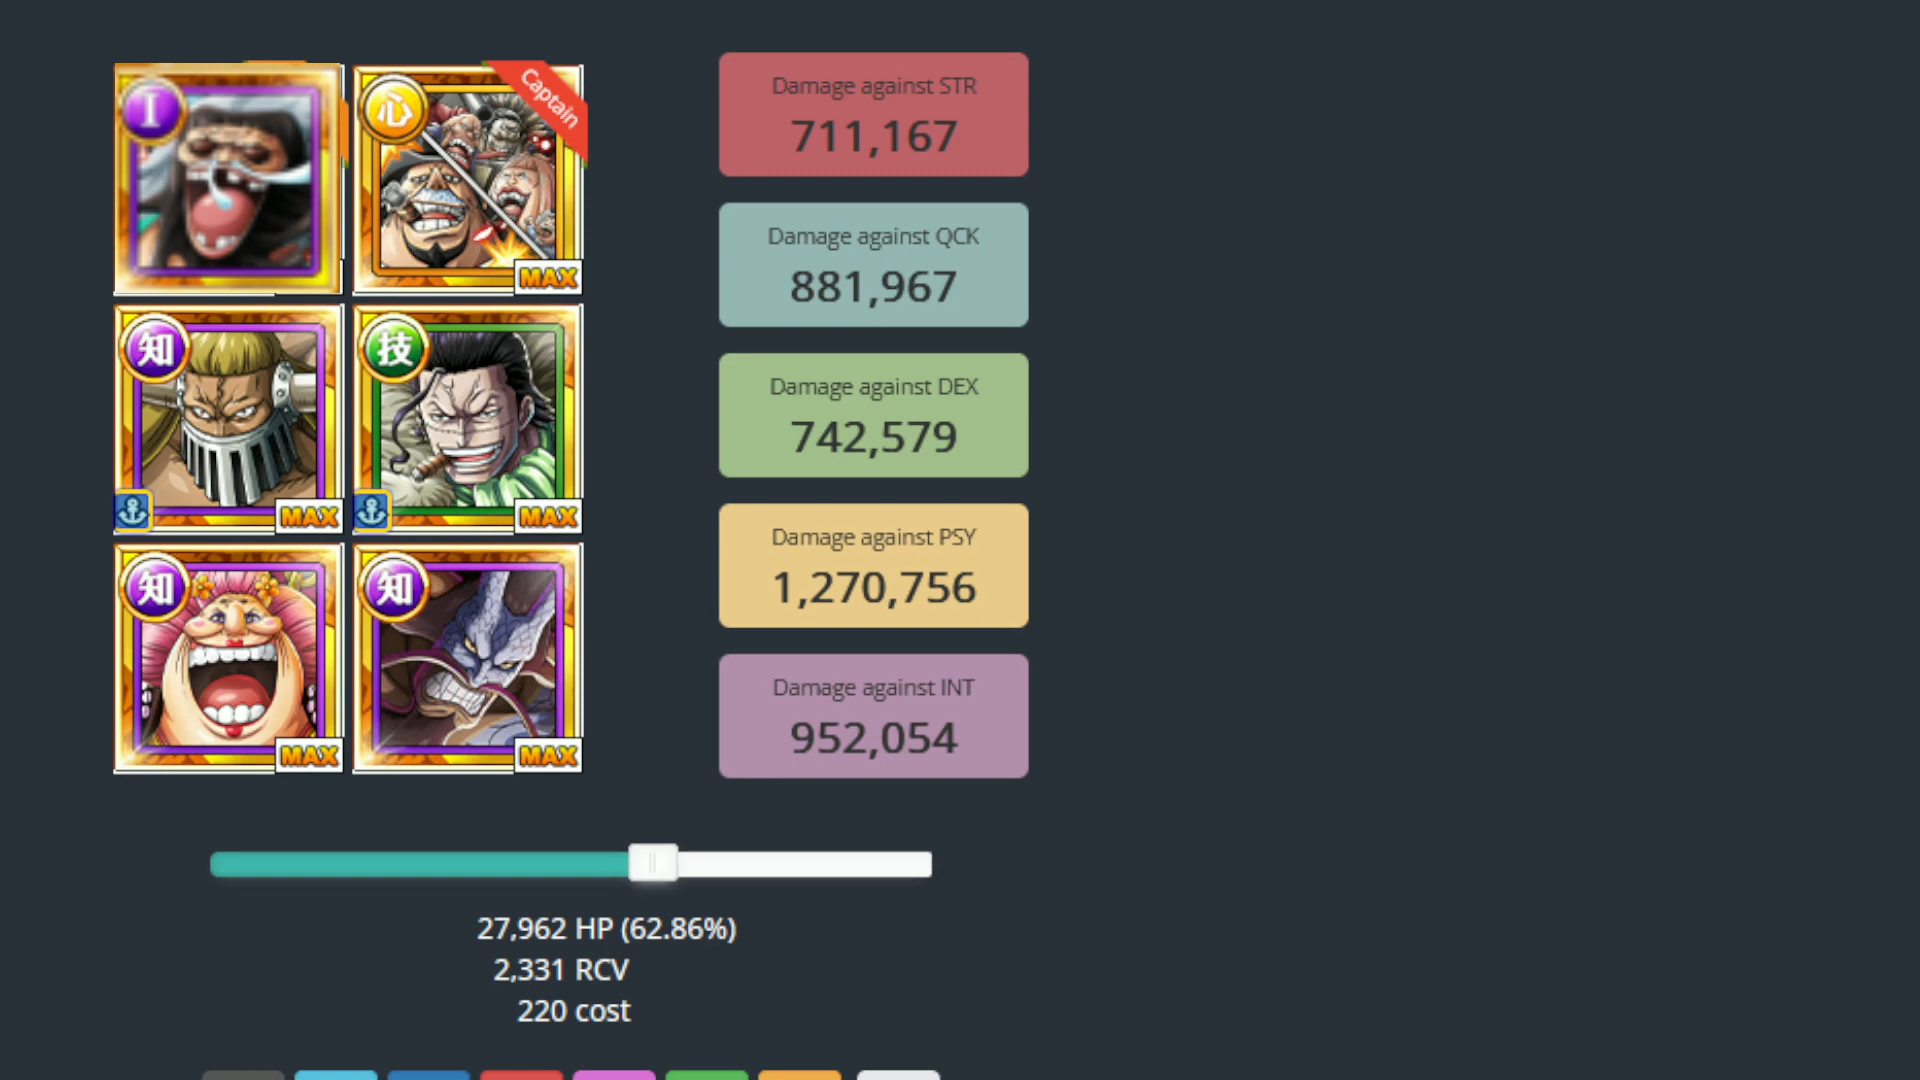 I
心
Captain
MAX
知
MAX
技
MAX
知
MAX
知
MAX
Damage against STR
711,167
Damage against QCK
881,967
Damage against DEX
742,579
Damage against PSY
1,270,756
Damage against INT
952,054
27,962 HP (62.86%)
2,331 RCV
220 cost